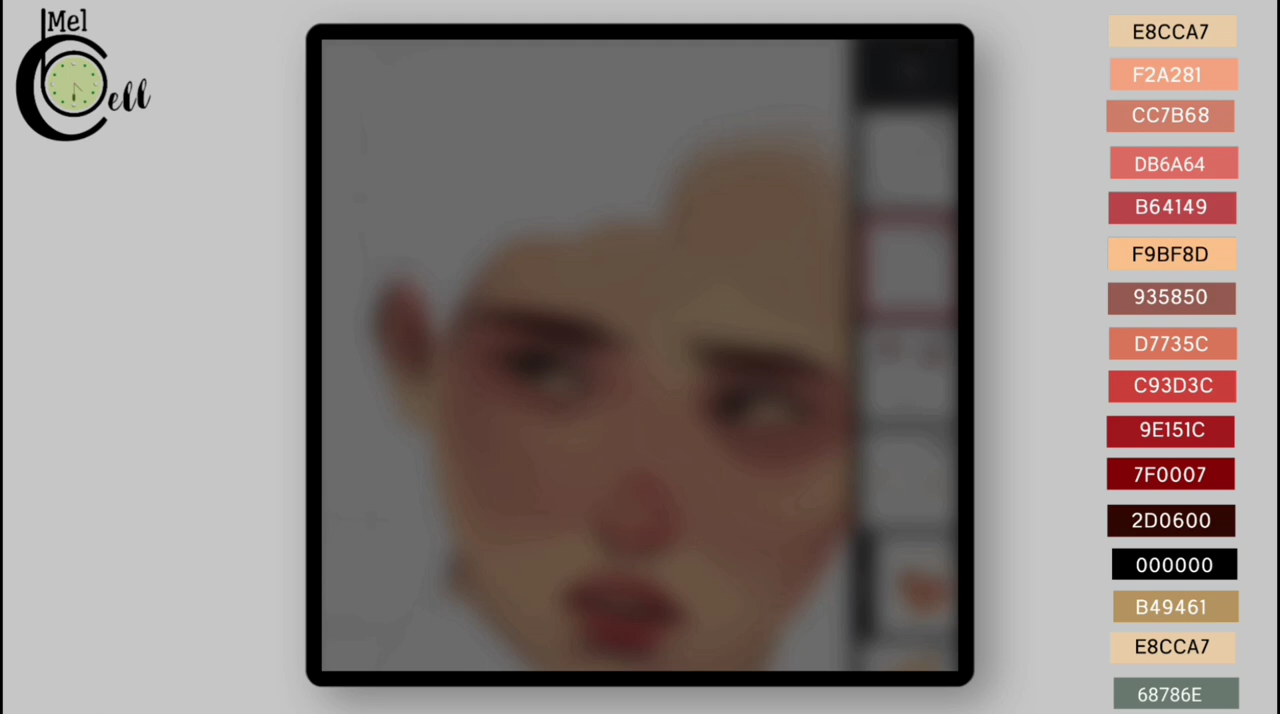 Mel
Cell
E8CCA7
F2A281
CC7B68
DB6A64
B64149
F9BF8D
935850
D7735C
C93D3C
9E151C
7F0007
2D0600
000000
B49461
E8CCA7
68786E